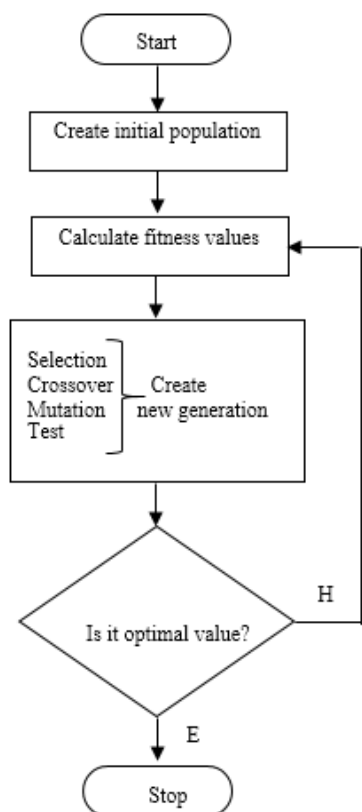 Start
Create initial population
Calculate fitness values
Selection
Crossover
Mutation
Test
Create
new generation
Is it optimal value?
H
E
Stop